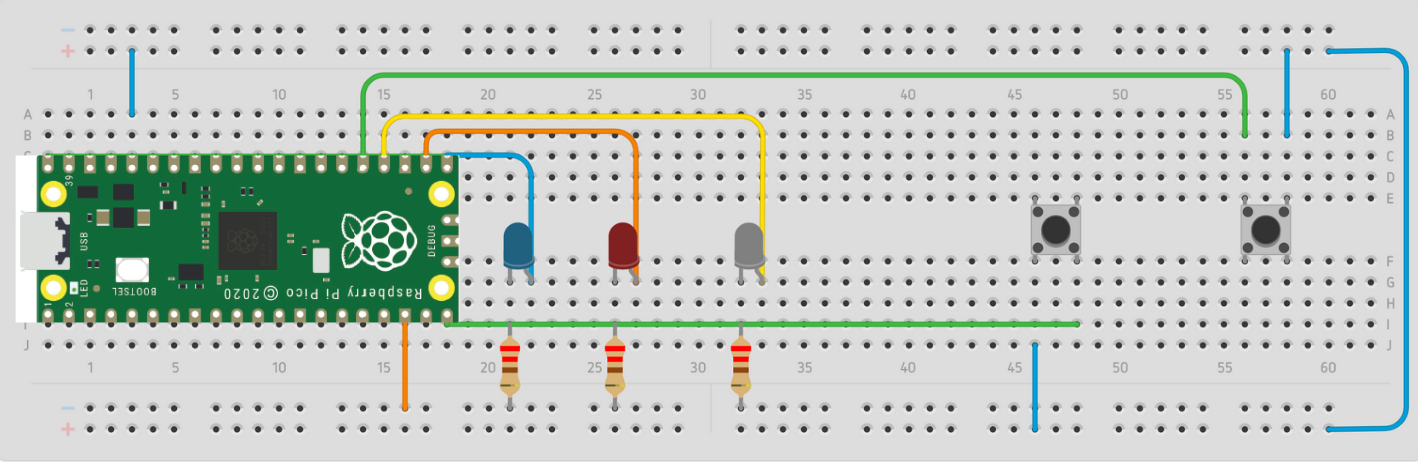 −
+
1 5 10 15 20 25 30 35 40 45 50 55 60
A A
B B
C
C D D
E E
39
USB
DEBUG
BOOTSEL
LED
Raspberry Pi Pico © 2020
1
2
F F
G G
H H
I I
J J
1 5 10 15 20 25 30 35 40 45 50 55 60
−
+